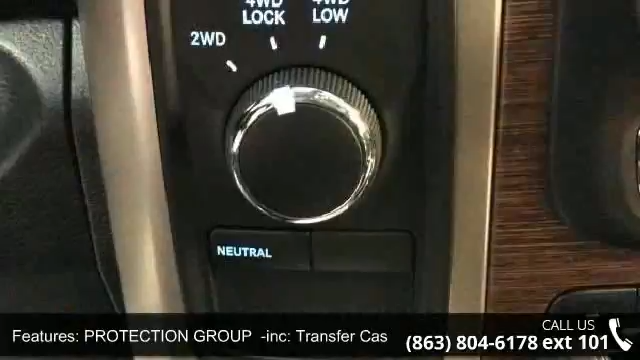 4WD LOCK
4WD LOW
2WD
NEUTRAL
CALL US
Features: PROTECTION GROUP -inc: Transfer Cas
(863) 804-6178 ext 101